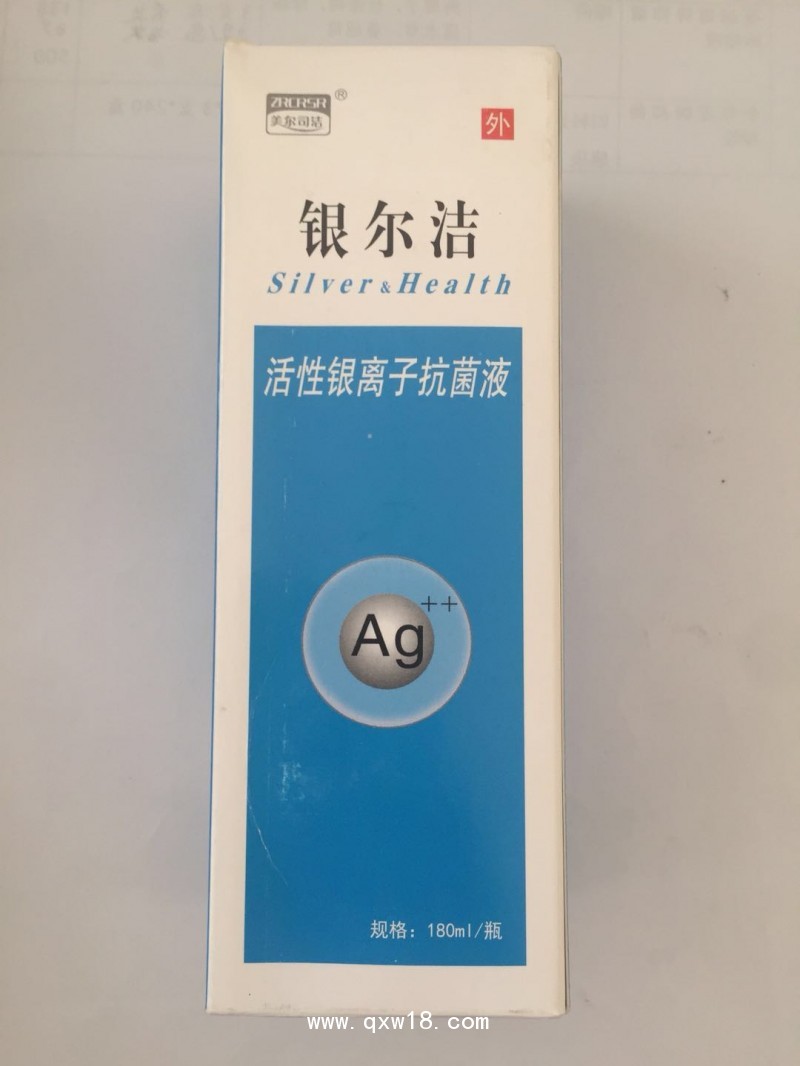 ZRCRSR ®
美尔司洁
外
银尔洁
Silver & Health
活性银离子抗菌液
Ag++
规格：180ml/瓶
www.qxw18.com